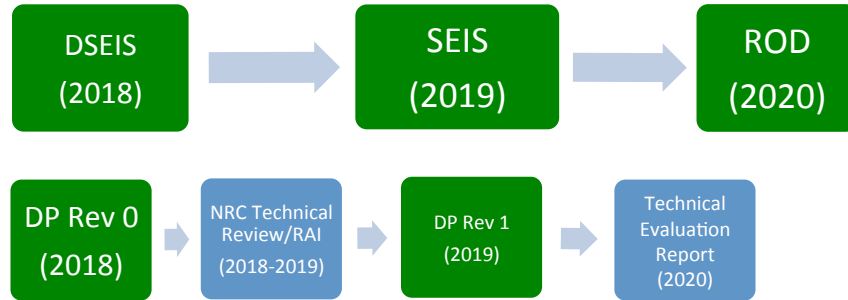 DSEIS
(2018)
SEIS
(2019)
ROD
(2020)
DP Rev 0
(2018)
NRC Technical
Review/RAI
(2018-2019)
DP Rev 1
(2019)
Technical
Evaluation
Report
(2020)